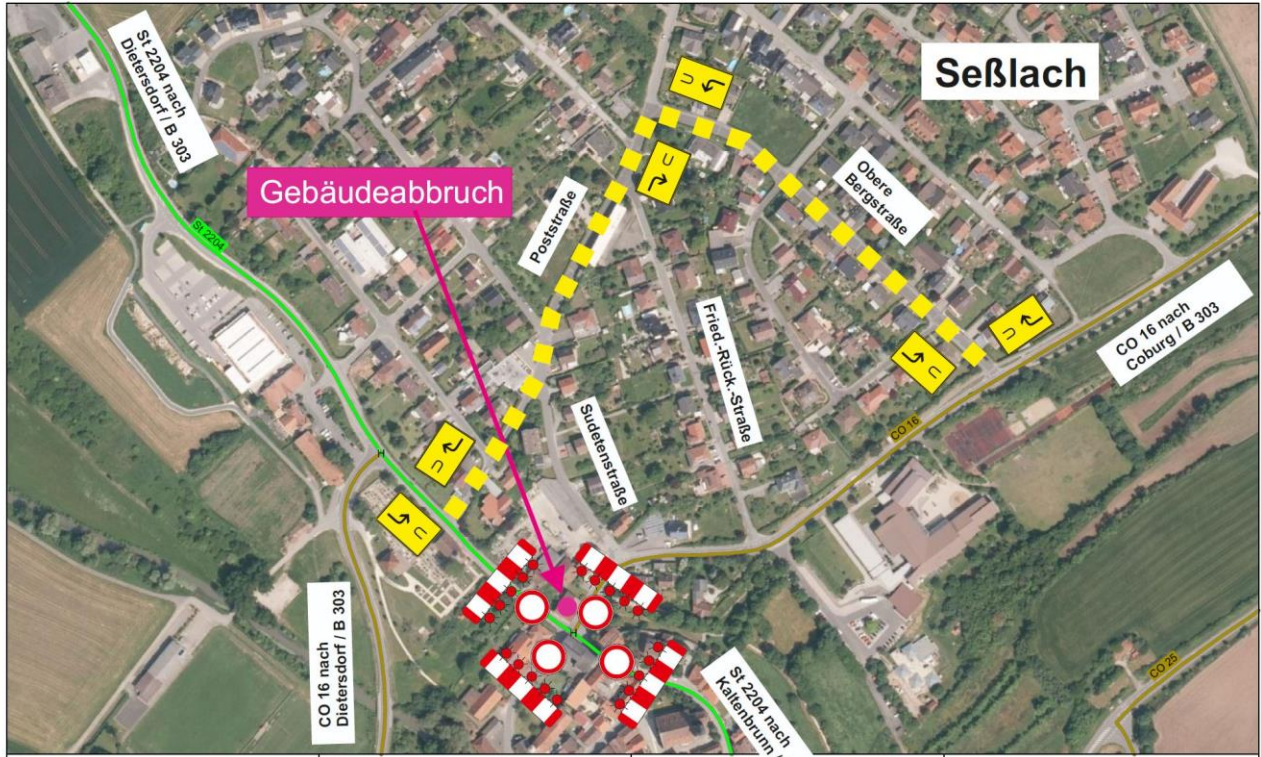 St 2204 nach
Dietersdorf / B 303
Seßlach
Gebäudeabbruch
St 2204
Poststraße
Obere
Bergstraße
U
U
U
U
U
U
Fried.-Rück.-Straße
Sudetenstraße
CO 16 nach
Coburg / B 303
CO 16
H
CO 16 nach
Dietersdorf / B 303
H
St 2204 nach
Kaltenbrunn
CO 25